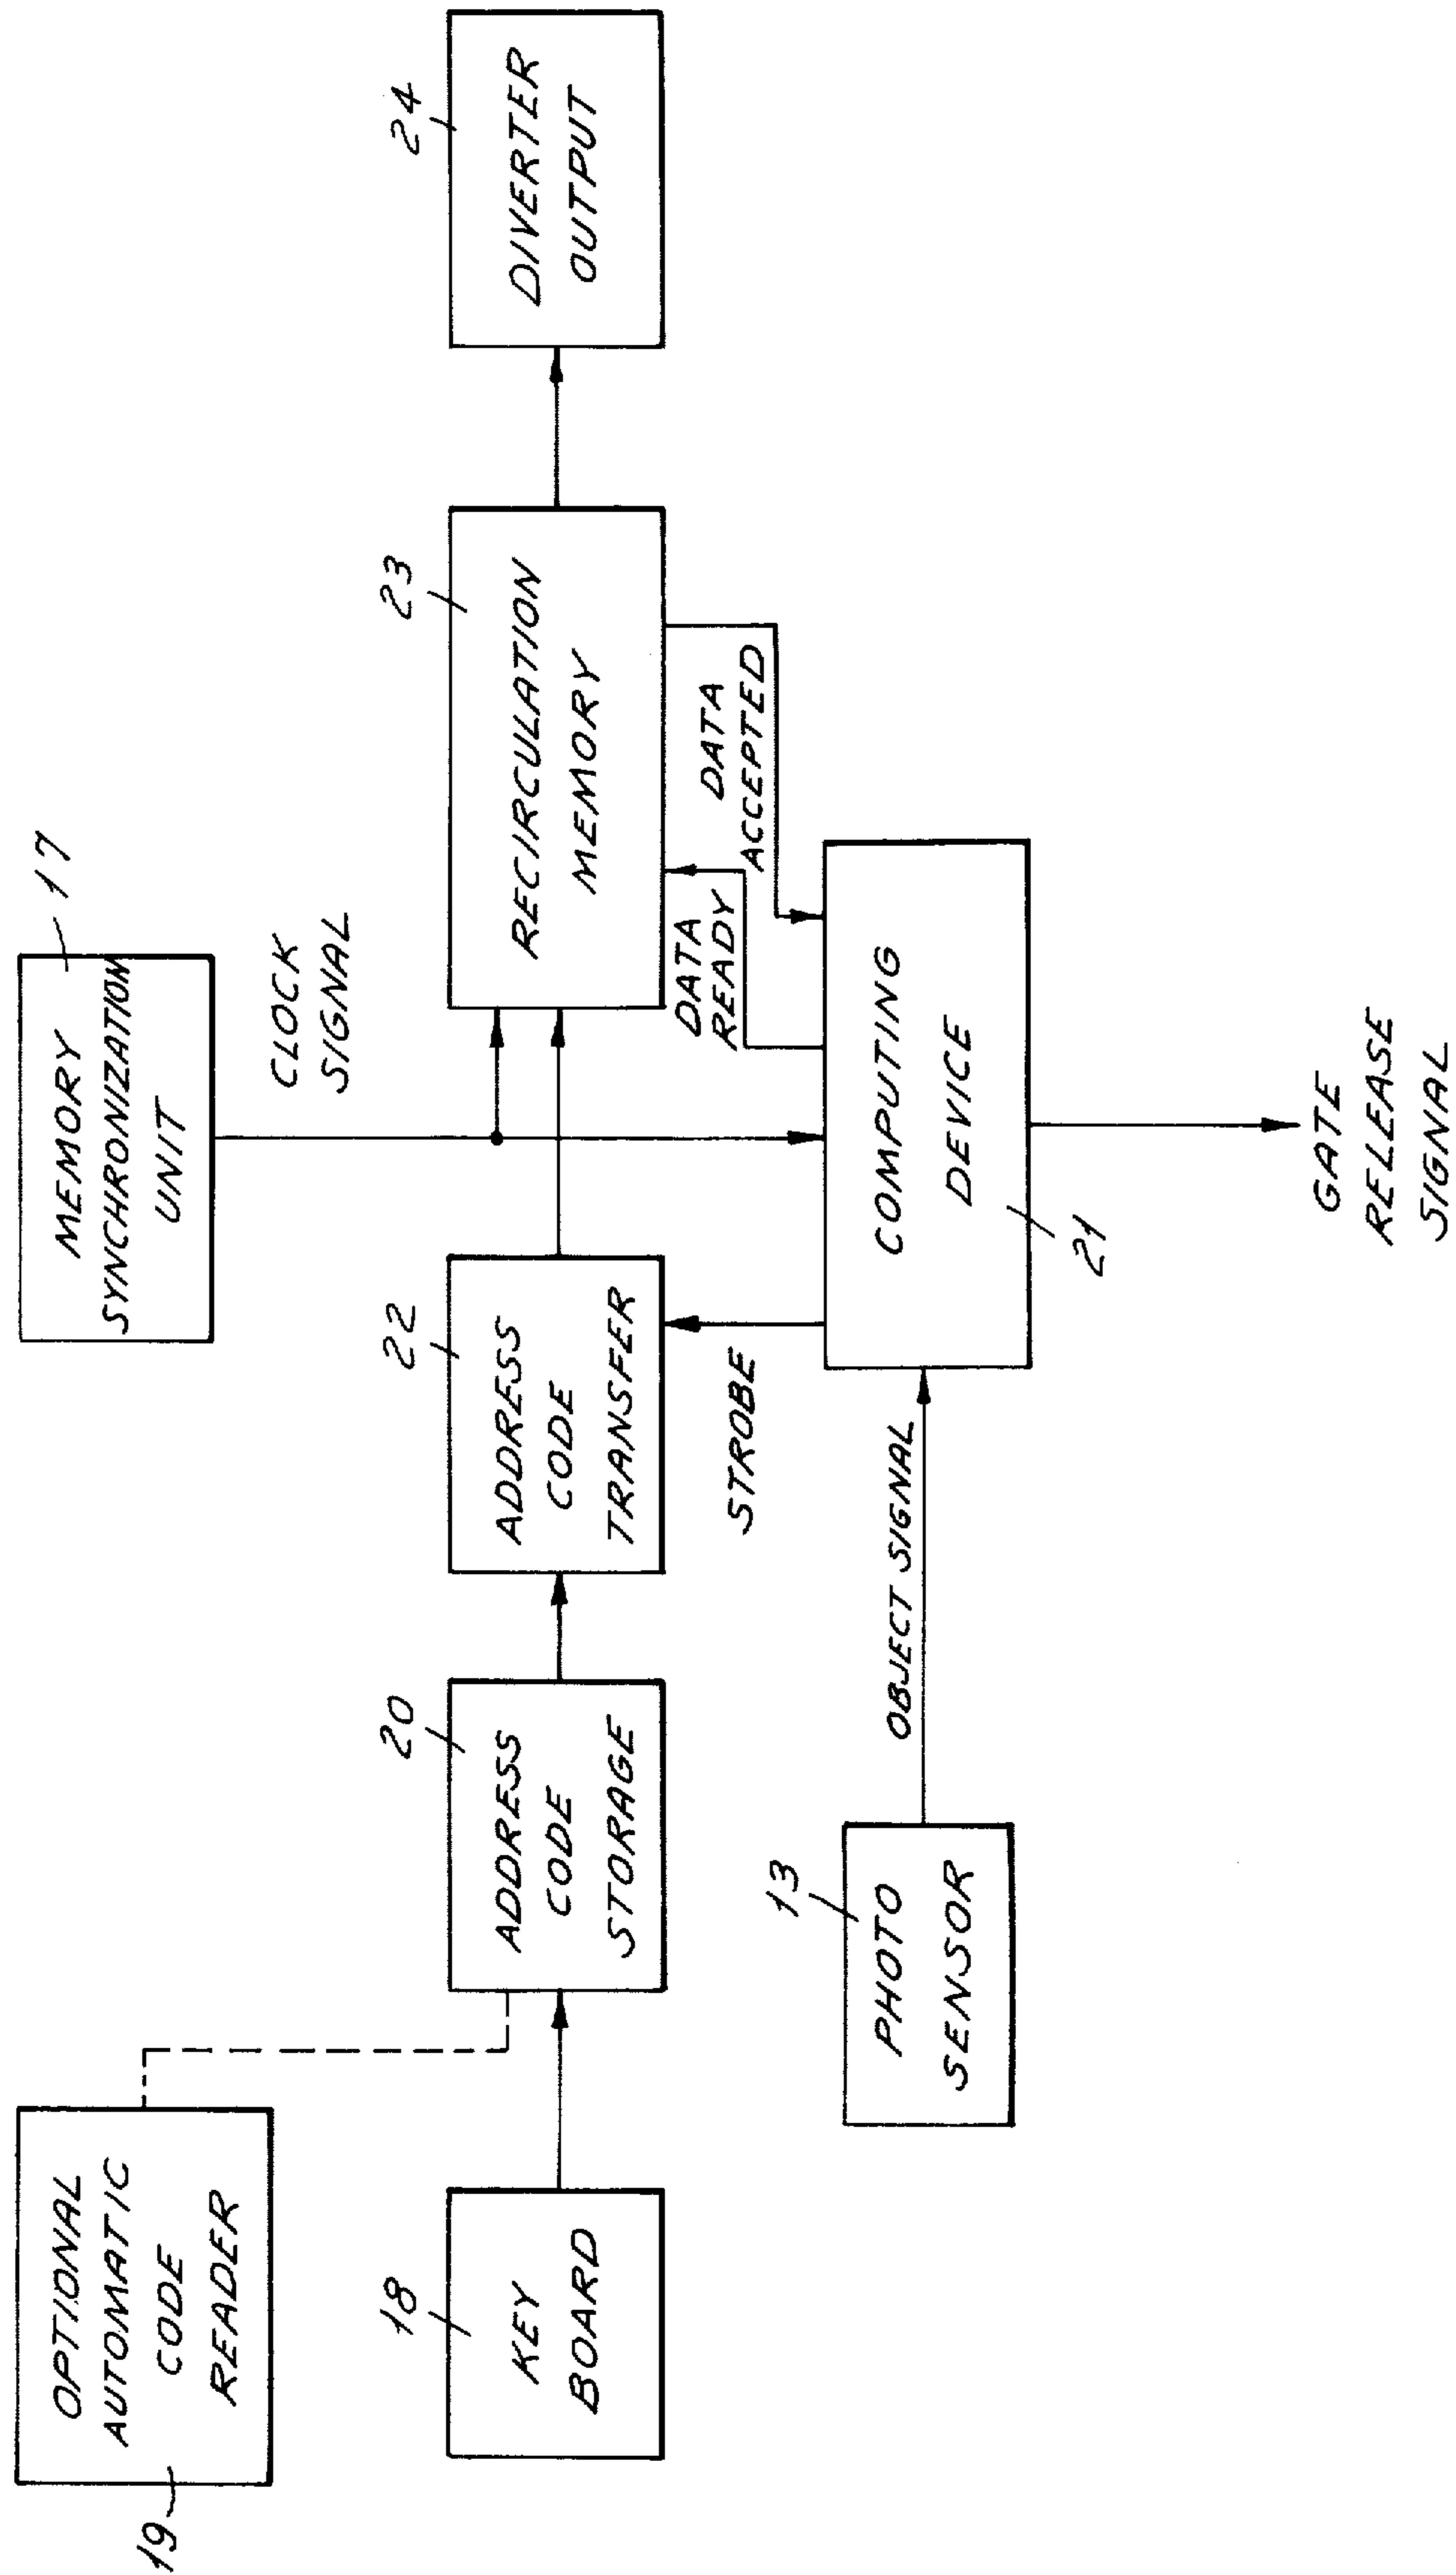 OPTIONAL
AUTOMATIC
CODE
READER
19
MEMORY
SYNCHRONIZATION
UNIT
17
CLOCK
SIGNAL
18
KEY
BOARD
20
ADDRESS
CODE
STORAGE
22
ADDRESS
CODE
TRANSFER
23
RECIRCULATION
MEMORY
24
DIVERTER
OUTPUT
STROBE
DATA
READY
DATA
ACCEPTED
13
PHOTO
SENSOR
OBJECT SIGNAL
COMPUTING
DEVICE
21
GATE
RELEASE
SIGNAL